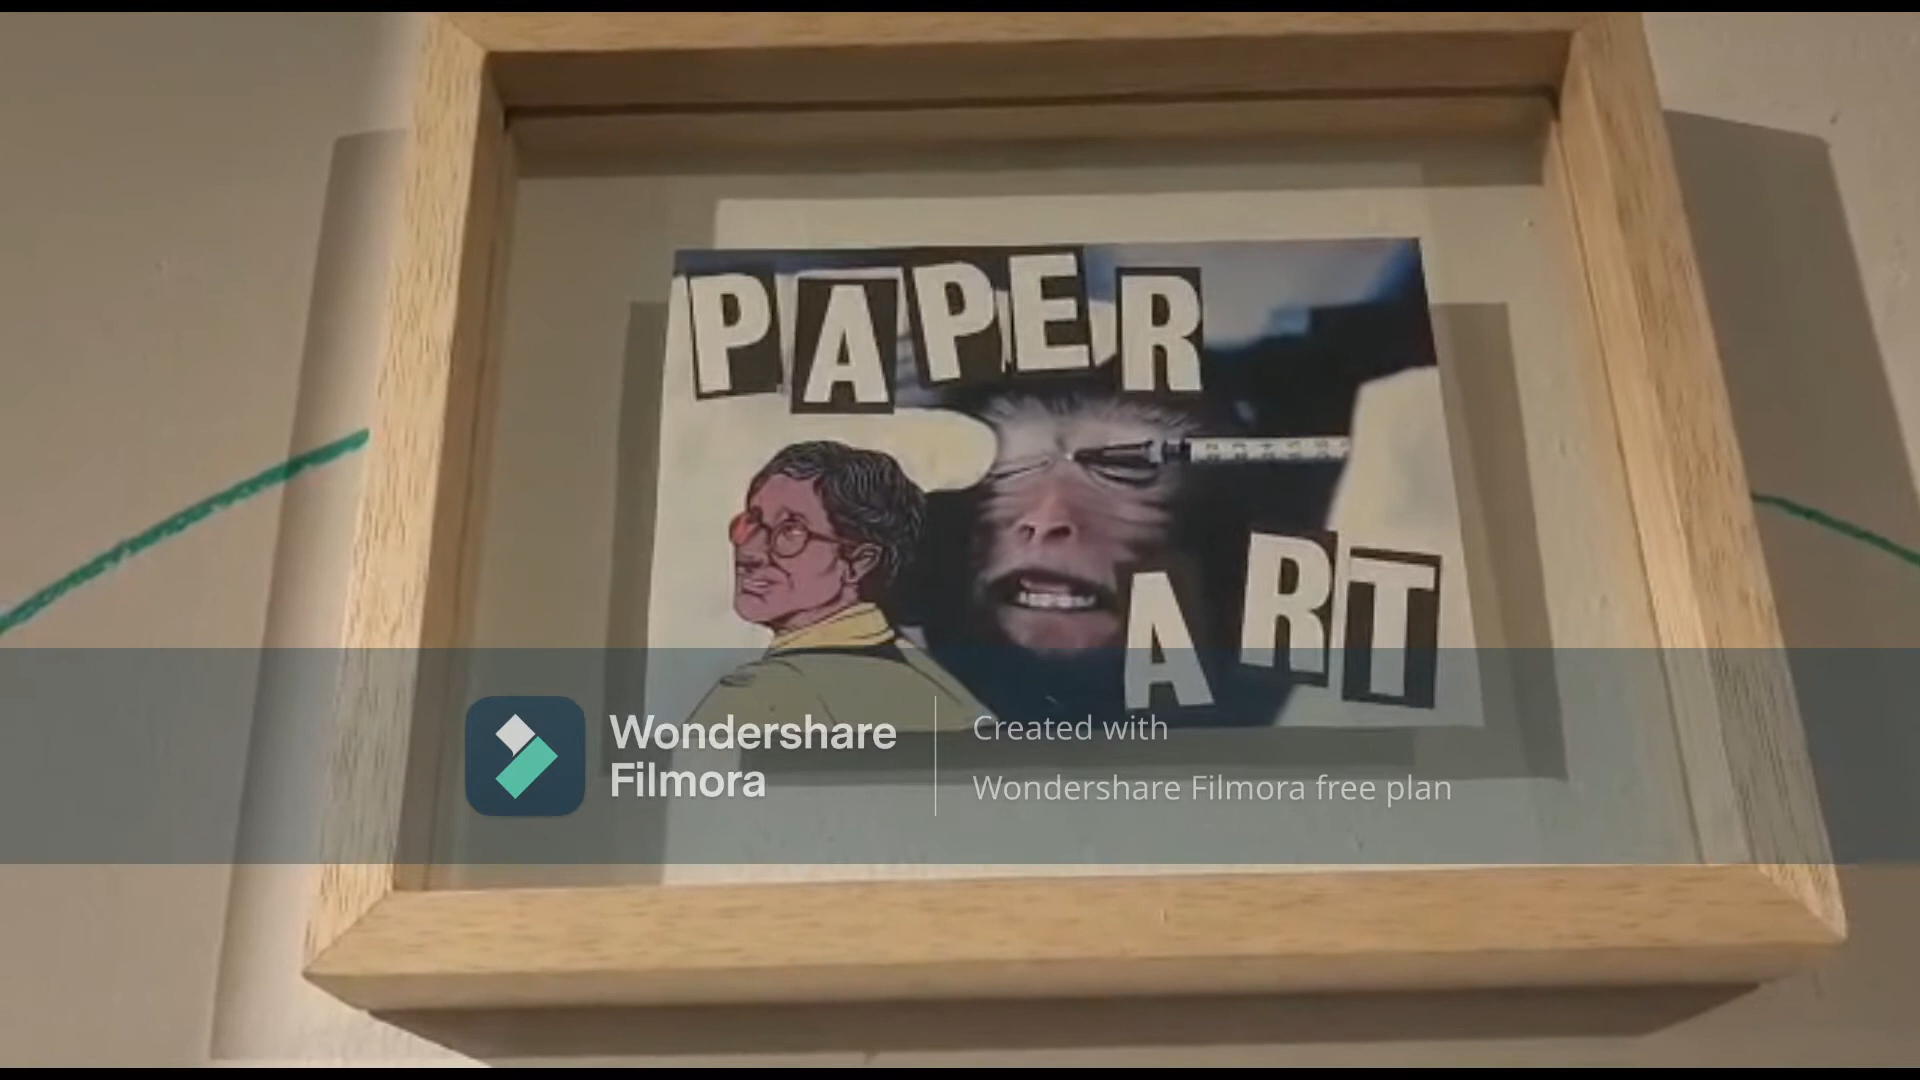 PAPER
ART
Wondershare
Filmora
Created with
Wondershare Filmora free plan